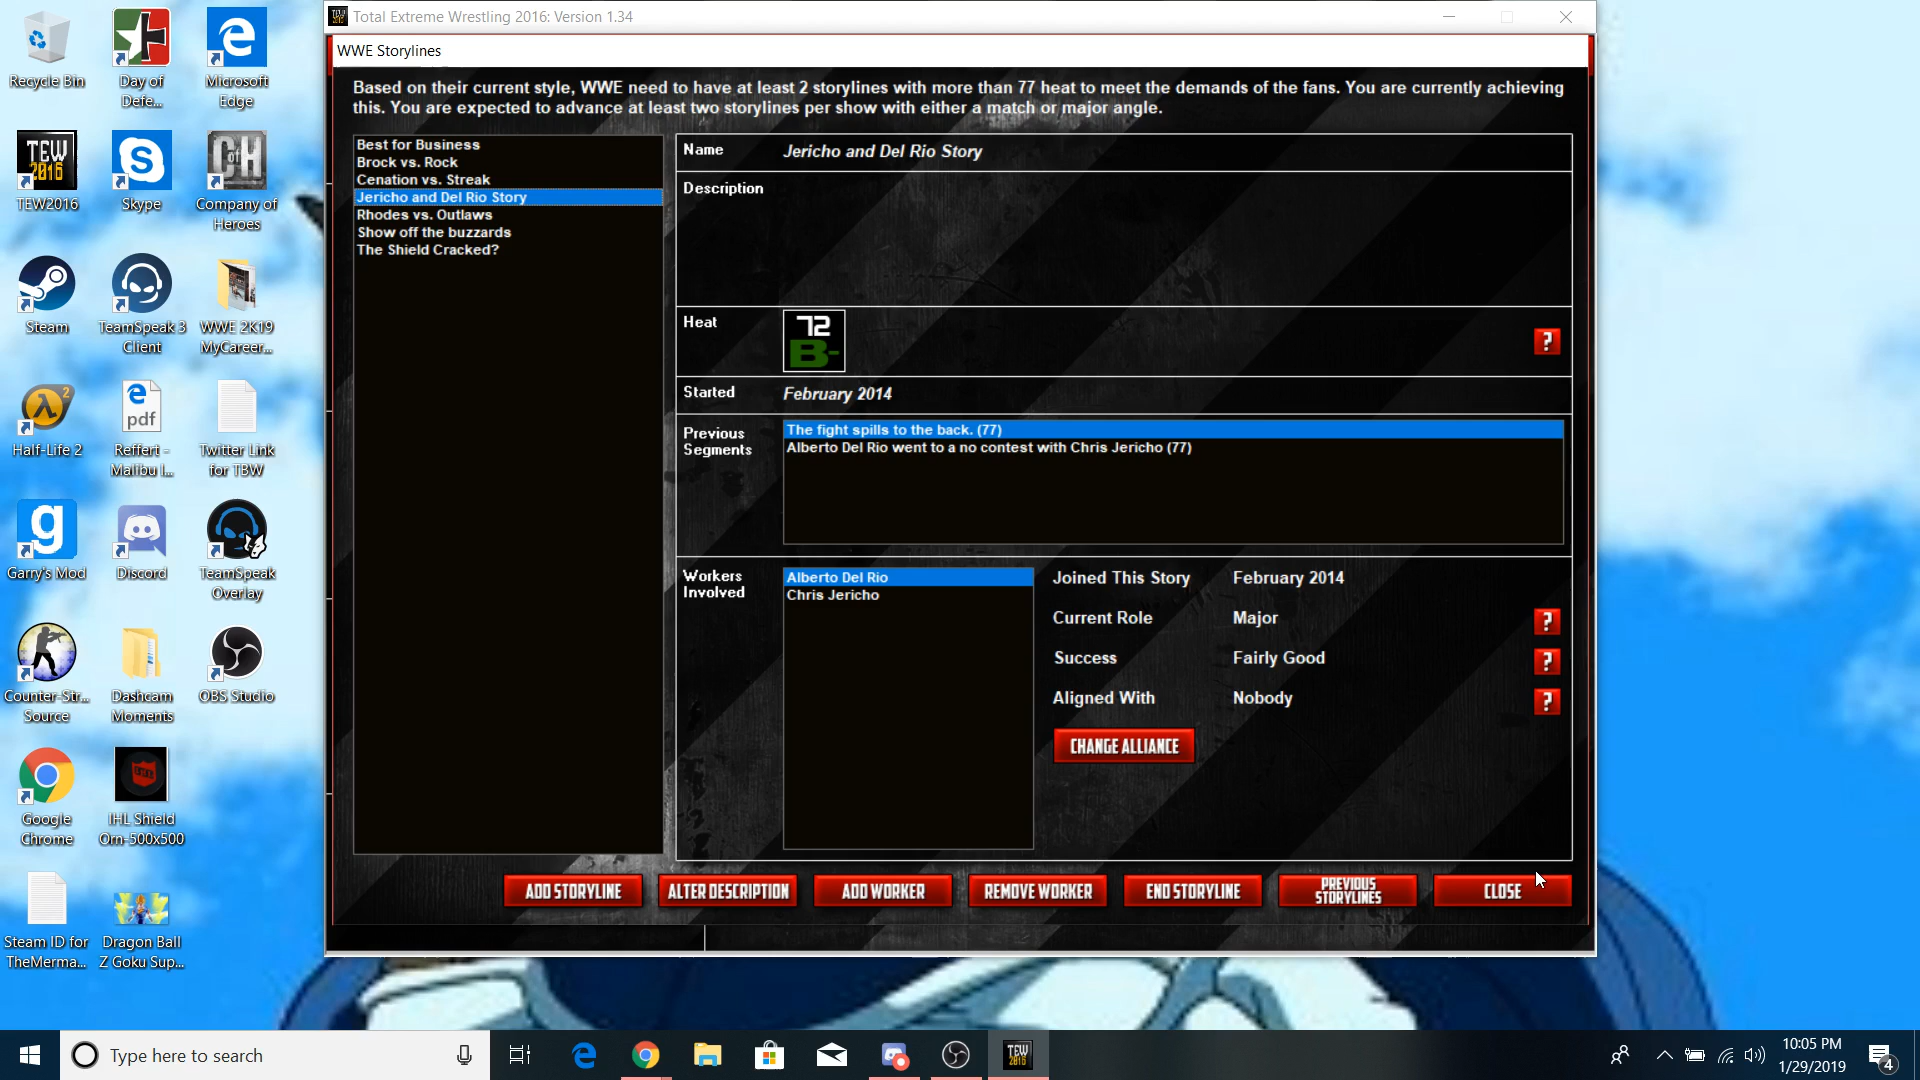 Recycle Bin
Day of
Defe...
Microsoft
Edge
TEW
2016
TEW2016
Skype
Company of
Heroes
Steam
TeamSpeak 3
Client
WWE 2K19
MyCareer...
Half-Life 2
pdf
Reffert -
Malibu I...
Twitter Link
for TBW
Garry's Mod
Discord
TeamSpeak
Overlay
Counter-Str...
Source
Dashcam
Moments
OBS Studio
Google
Chrome
IHL Shield
Orn-500x500
Steam ID for
TheMerma...
Dragon Ball
Z Goku Sup...
Total Extreme Wrestling 2016: Version 1.34
WWE Storylines
Based on their current style, WWE need to have at least 2 storylines with more than 77 heat to meet the demands of the fans. You are currently achieving
this. You are expected to advance at least two storylines per show with either a match or major angle.
Best for Business
Brock vs. Rock
Cenation vs. Streak
Jericho and Del Rio Story
Rhodes vs. Outlaws
Show off the buzzards
The Shield Cracked?
Name
Jericho and Del Rio Story
Description
Heat
72
B-
?
Started
February 2014
Previous
Segments
The fight spills to the back. (77)
Alberto Del Rio went to a no contest with Chris Jericho (77)
Workers
Involved
Alberto Del Rio
Chris Jericho
Joined This Story
February 2014
Current Role
Major
?
Success
Fairly Good
?
Aligned With
Nobody
?
CHANGE ALLIANCE
ADD STORYLINE
ALTER DESCRIPTION
ADD WORKER
REMOVE WORKER
END STORYLINE
PREVIOUS
STORYLINES
CLOSE
Type here to search
TEW
2016
10:05 PM
1/29/2019
4